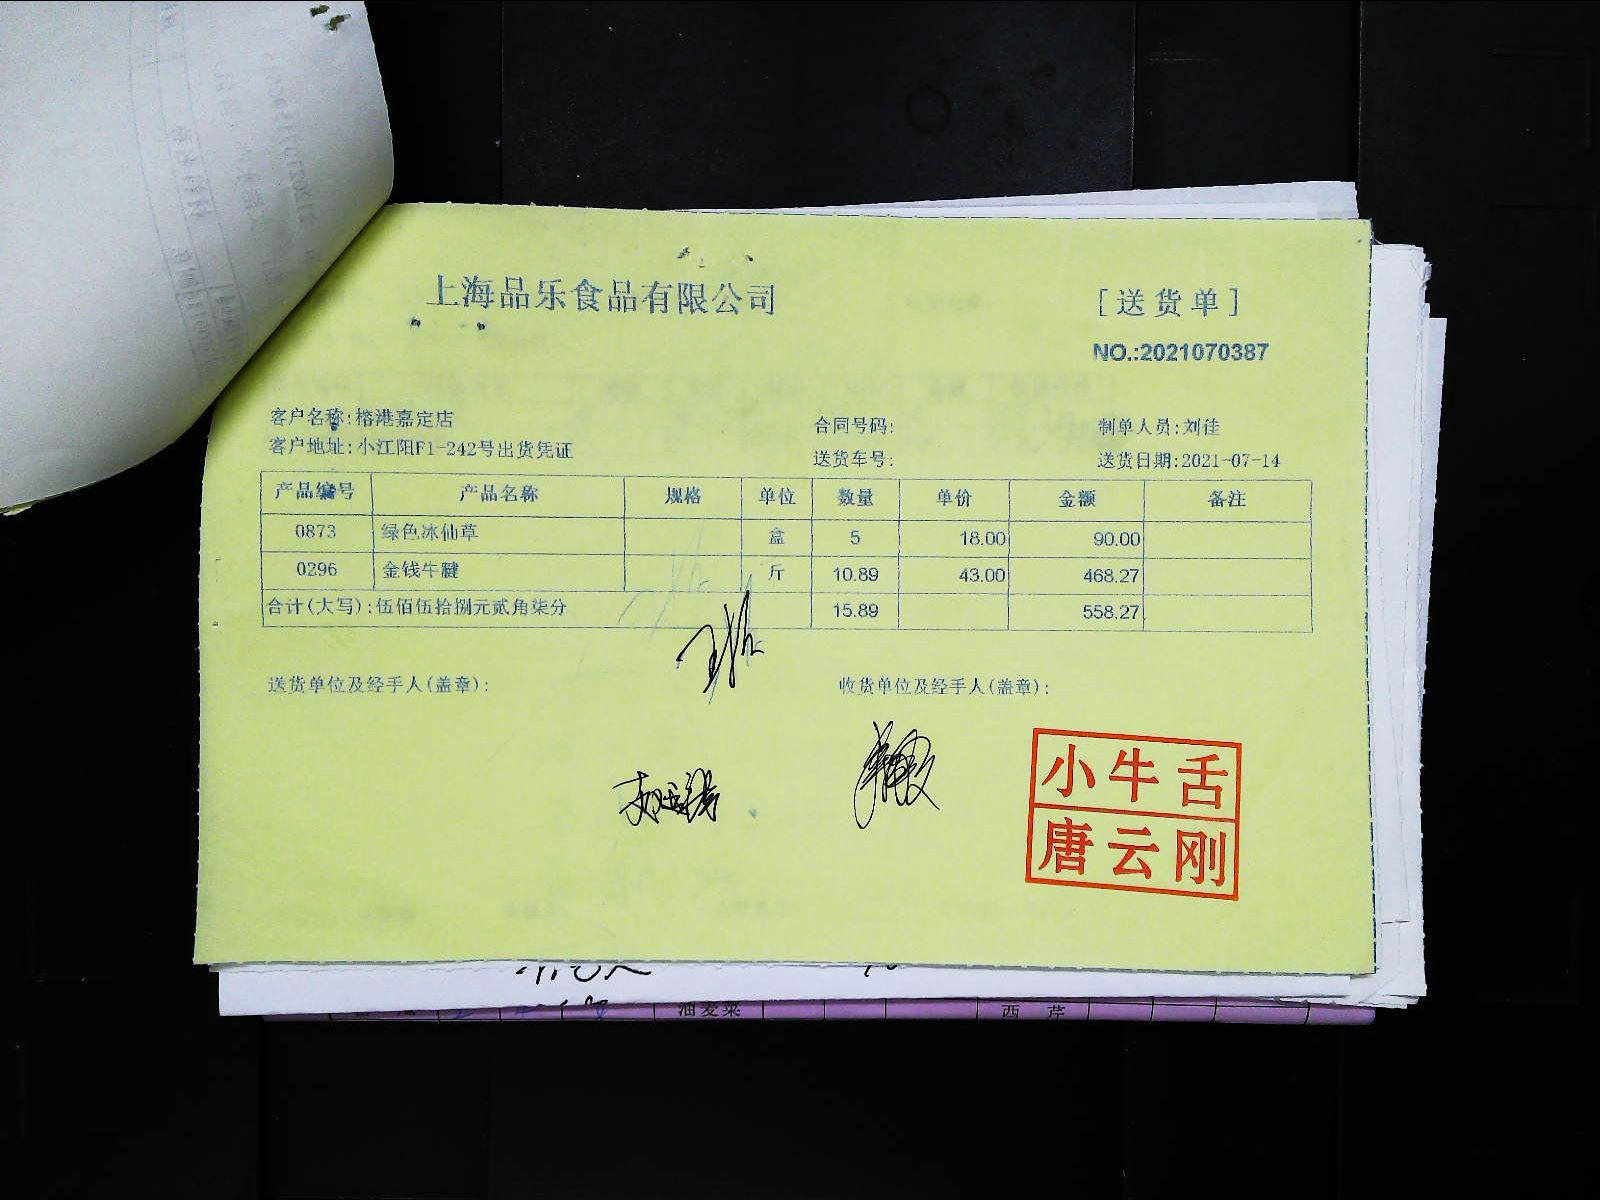 上海品乐食品有限公司
[送货单]
NO.:2021070387
客户名称:榕港嘉定店 合同号码: 制单人员:刘佳
客户地址:小江阳F1-242号出货凭证 送货车号: 送货日期:2021-07-14
产品编号 产品名称 规格 单位 数量 单价 金额 备注
0873 绿色冰仙草 盒 5 18.00 90.00
0296 金钱牛腱 斤 10.89 43.00 468.27
合计(大写):伍佰伍拾捌元贰角柒分 15.89 558.27
送货单位及经手人(盖章): 收货单位及经手人(盖章):
小牛舌
唐云刚
油麦菜 西芹